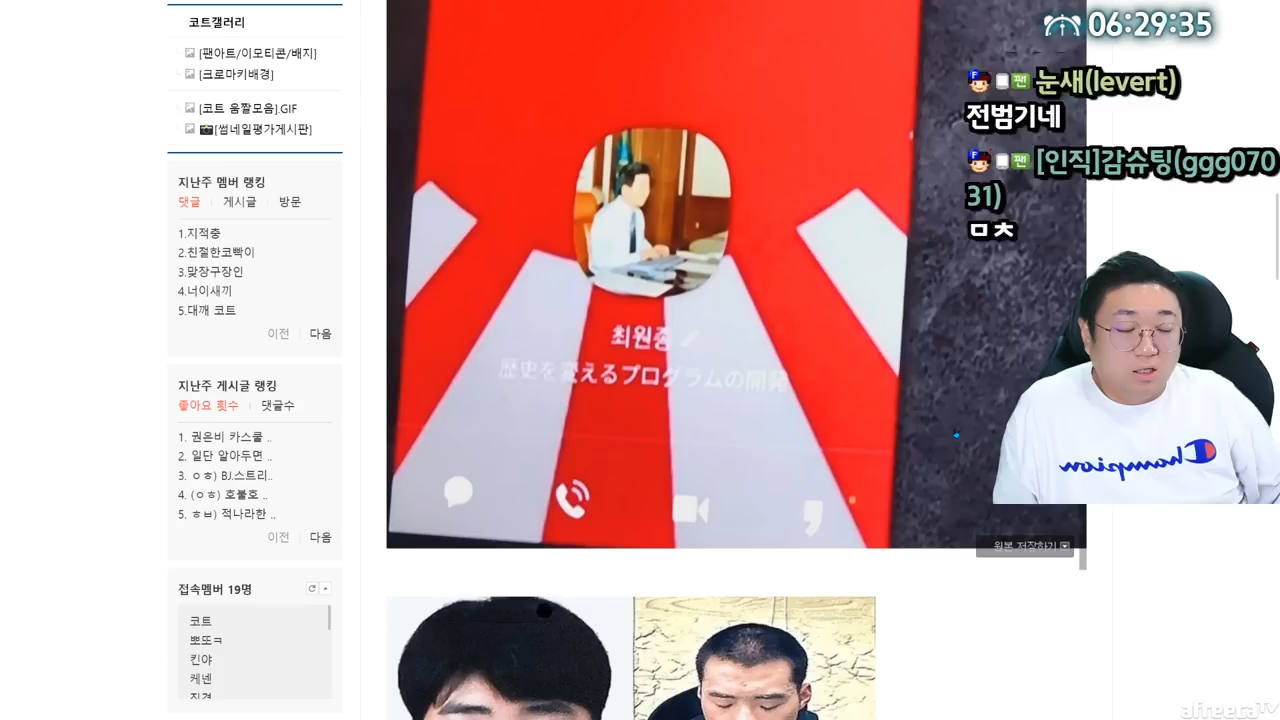 코트갤러리
[팬아트/이모티콘/배지]
[크로마키배경]
[코트 움짤모음].GIF
[썸네일평가게시판]
지난주 멤버 랭킹
댓글 게시글 방문
1.지적충
2.친절한코빡이
3.맞장구장인
4.너이새끼
5.대깨 코트
이전 다음
지난주 게시글 랭킹
좋아요 횟수 댓글수
1. 권은비 카스쿨 ..
2. 일단 알아두면 ..
3. ㅇㅎ) BJ.스트리..
4. (ㅇㅎ) 호불호 ..
5. ㅎㅂ) 적나라한 ..
이전 다음
접속멤버 19명
코트
뽀또ㅋ
킨야
케넨
직경
최원종
歴史を変えるプログラムの開発
원본 저장하기
06:29:35
F 팬 눈새(levert)
전범기네
F 팬 [인직]감슈팅(ggg070
31)
ㅁㅊ
Champion
afreecaTV